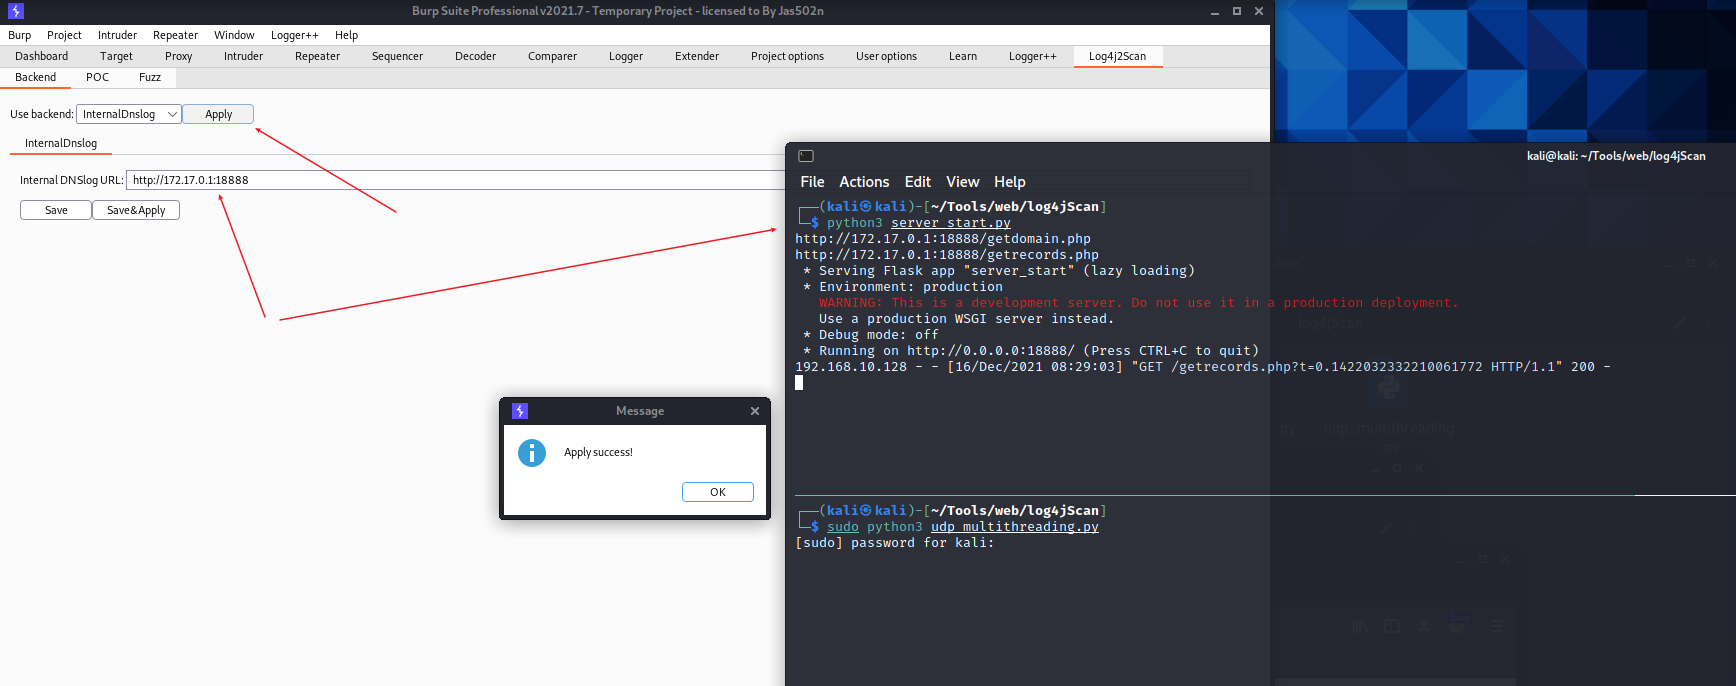 Burp Suite Professional v2021.7 - Temporary Project - licensed to By Jas502n
Burp Project Intruder Repeater Window Logger++ Help
Dashboard Target Proxy Intruder Repeater Sequencer Decoder Comparer Logger Extender Project options User options Learn Logger++ Log4j2Scan
Backend POC Fuzz
Use backend: InternalDnslog Apply
InternalDnslog
Internal DNSlog URL: http://172.17.0.1:18888
Save Save&Apply
Message
Apply success!
OK
kali@kali: ~/Tools/web/log4jScan
File Actions Edit View Help
(kali㉿kali)-[~/Tools/web/log4jScan]
$ python3 server_start.py
http://172.17.0.1:18888/getdomain.php
http://172.17.0.1:18888/getrecords.php
* Serving Flask app "server_start" (lazy loading)
* Environment: production
WARNING: This is a development server. Do not use it in a production deployment.
Use a production WSGI server instead.
* Debug mode: off
* Running on http://0.0.0.0:18888/ (Press CTRL+C to quit)
192.168.10.128 - - [16/Dec/2021 08:29:03] "GET /getrecords.php?t=0.1422032332210061772 HTTP/1.1" 200 -
(kali㉿kali)-[~/Tools/web/log4jScan]
$ sudo python3 udp_multithreading.py
[sudo] password for kali:
log4jScan
.py
udp_multithreading
.py